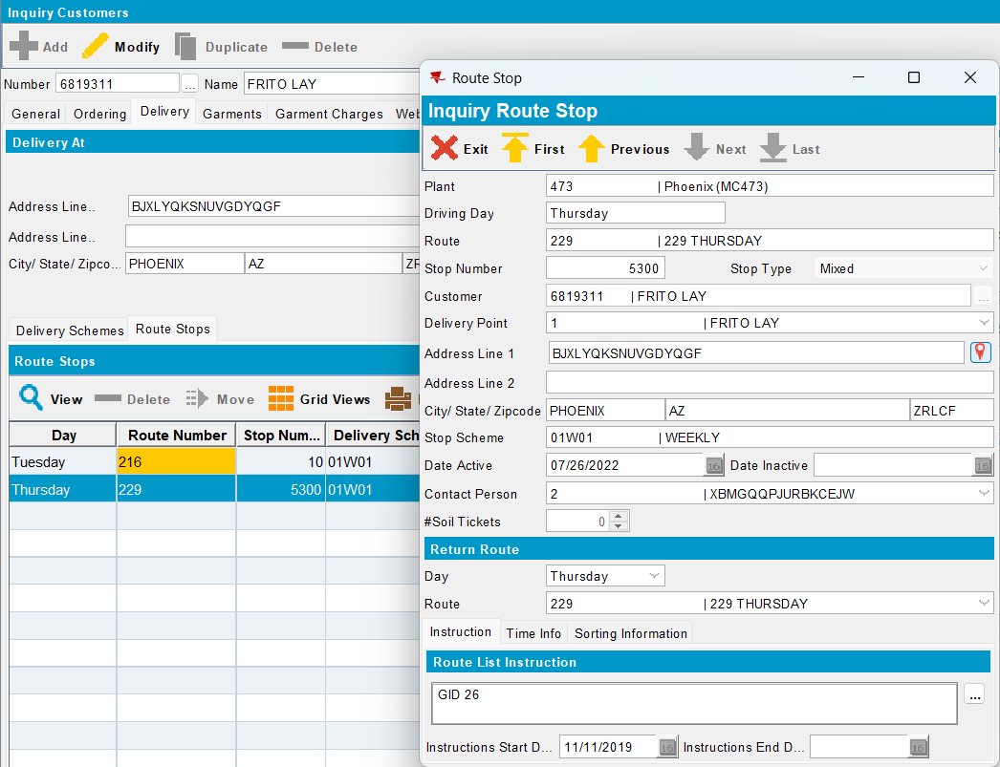 Inquiry Customers
Add Modify Duplicate Delete
Number 6819311 ... Name FRITO LAY
General Ordering Delivery Garments Garment Charges Web
Delivery At
Address Line.. BJXLYQKSNUVGDYQGF
Address Line..
City/ State/ Zipco... PHOENIX AZ ZR
Delivery Schemes Route Stops
Route Stops
View Delete Move Grid Views
Day Route Number Stop Num... Delivery Sch
Tuesday 216 10 01W01
Thursday 229 5300 01W01
Route Stop
Inquiry Route Stop
Exit First Previous Next Last
Plant 473 | Phoenix (MC473)
Driving Day Thursday
Route 229 | 229 THURSDAY
Stop Number 5300 Stop Type Mixed
Customer 6819311 | FRITO LAY ...
Delivery Point 1 | FRITO LAY
Address Line 1 BJXLYQKSNUVGDYQGF
Address Line 2
City/ State/ Zipcode PHOENIX AZ ZRLCF
Stop Scheme 01W01 | WEEKLY
Date Active 07/26/2022 16 Date Inactive 16
Contact Person 2 | XBMGQQPJURBKCEJW
#Soil Tickets 0
Return Route
Day Thursday
Route 229 | 229 THURSDAY
Instruction Time Info Sorting Information
Route List Instruction
GID 26 ...
Instructions Start D... 11/11/2019 16 Instructions End D... 16